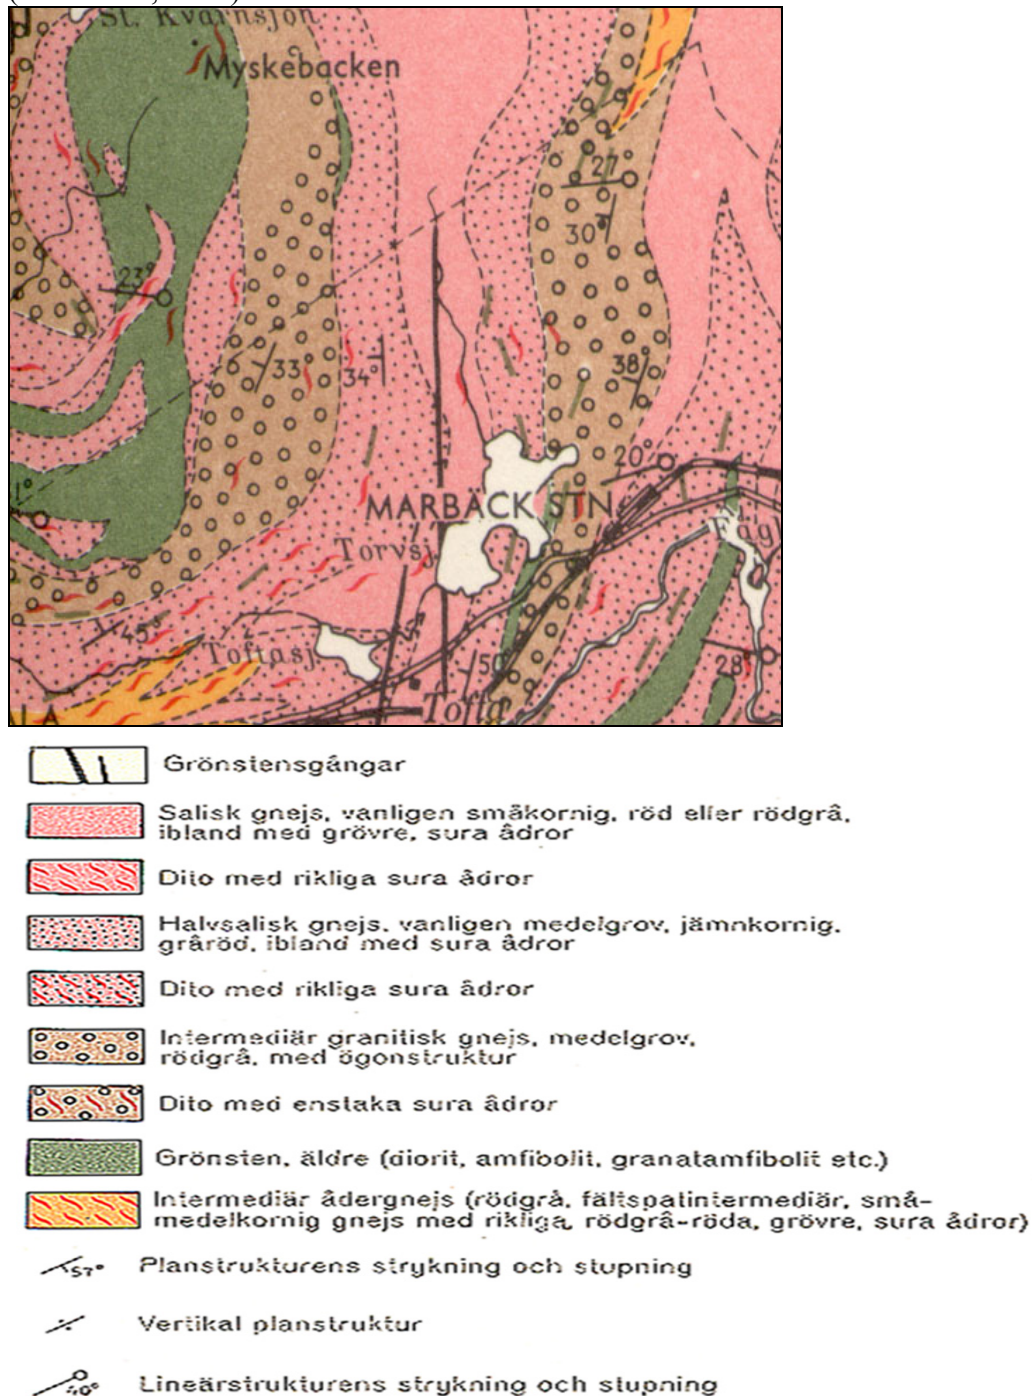 St. Kvarnsjön
Myskebacken
27°
30°
23°
33°
34°
38°
20°
1°
MARBÄCK STN
Torvsj.
45°
Toftasj.
50°
28°
Tofta
LA
Grönstensgångar
Salisk gnejs, vanligen småkornig, röd eller rödgrå,
ibland med grövre, sura ådror
Dito med rikliga sura ådror
Halvsalisk gnejs, vanligen medelgrov, jämnkornig,
gråröd, ibland med sura ådror
Dito med rikliga sura ådror
Intermediär granitisk gnejs, medelgrov,
rödgrå, med ögonstruktur
Dito med enstaka sura ådror
Grönsten, äldre (diorit, amfibolit, granatamfibolit etc.)
Intermediär ådergnejs (rödgrå, fältspatintermediär, små-
medelkornig gnejs med rikliga, rödgrå-röda, grövre, sura ådror)
57° Planstrukturens strykning och stupning
Vertikal planstruktur
40° Lineärstrukturens strykning och stupning